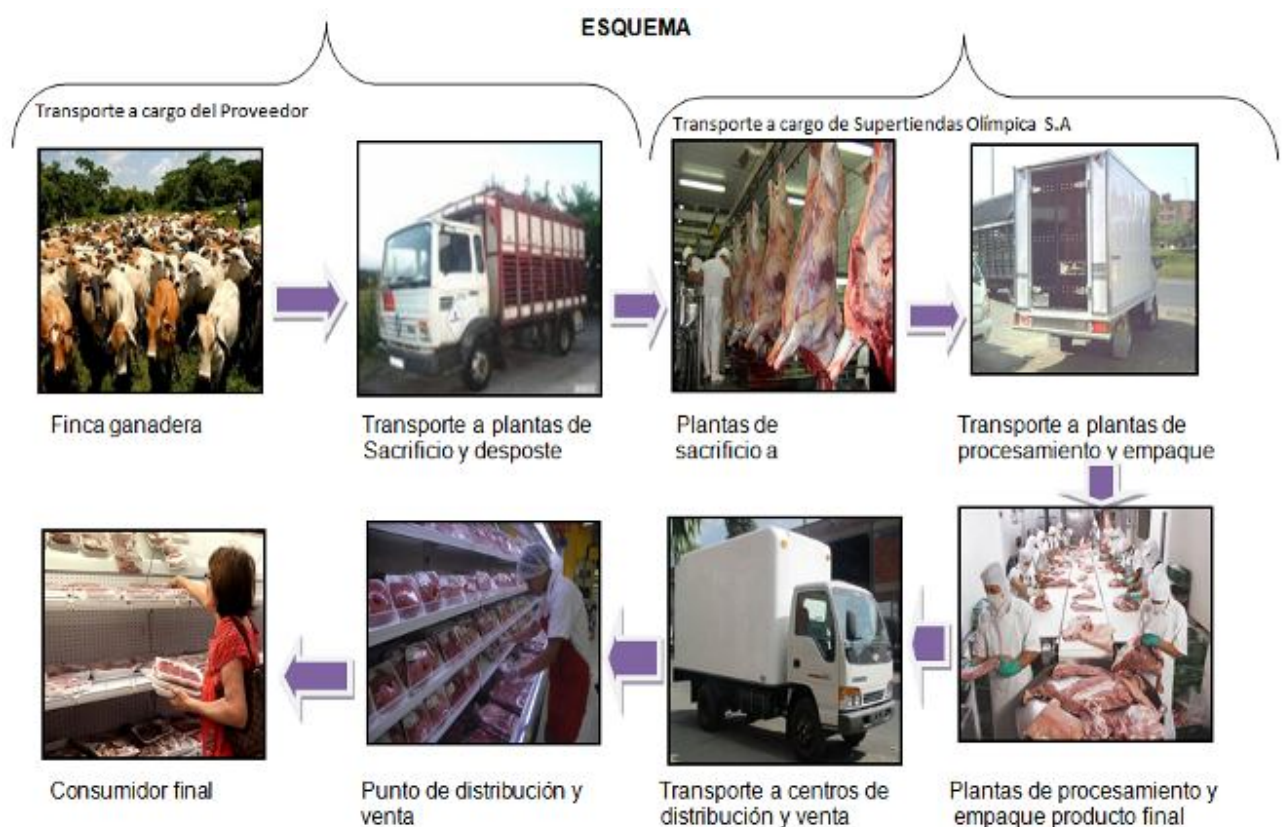 ESQUEMA
Transporte a cargo del Proveedor
Transporte a cargo de Supertiendas Olímpica S.A
Finca ganadera
Transporte a plantas de
Sacrificio y desposte
Plantas de
sacrificio a
Transporte a plantas de
procesamiento y empaque
Consumidor final
Punto de distribución y
venta
Transporte a centros de
distribución y venta
Plantas de procesamiento y
empaque producto final